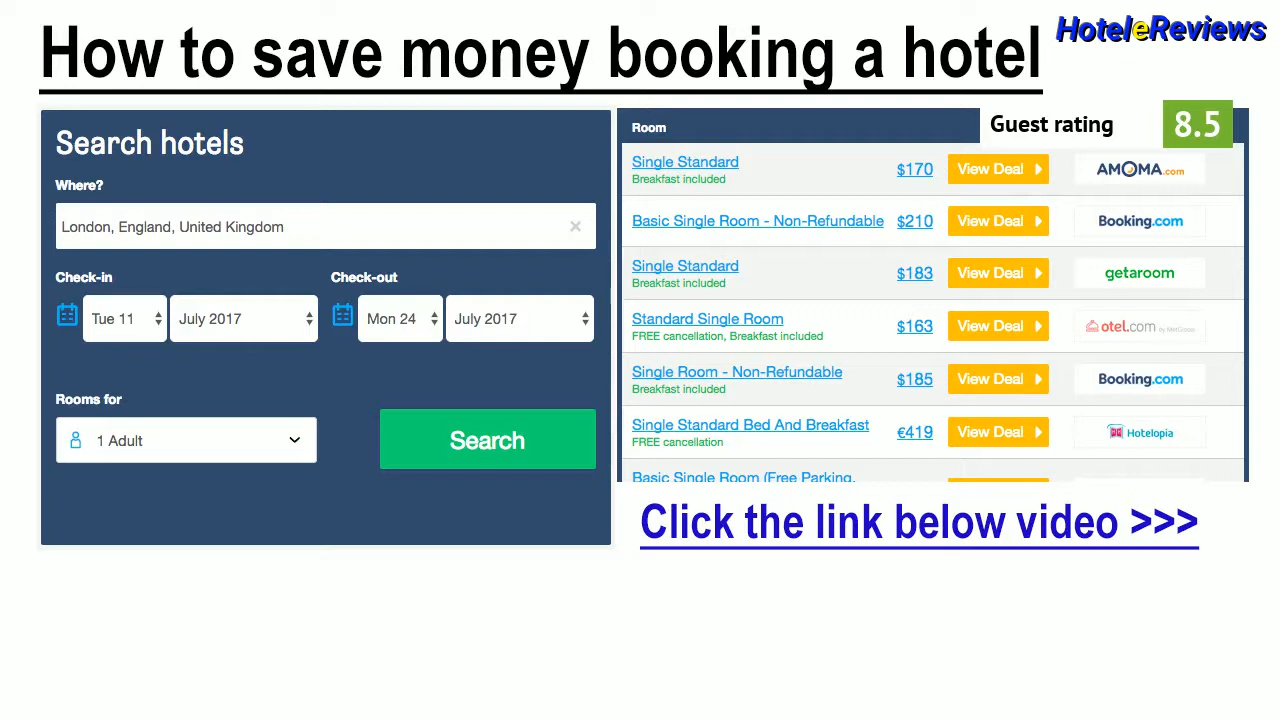 How to save money booking a hotel
HoteleReviews
Search hotels
Where?
London, England, United Kingdom
Check-in
Check-out
Tue 11
July 2017
Mon 24
July 2017
Rooms for
1 Adult
Search
Room
Guest rating
8.5
Single Standard
Breakfast included
$170
View Deal
AMOMA.com
Basic Single Room - Non-Refundable
$210
View Deal
Booking.com
Single Standard
Breakfast included
$183
View Deal
getaroom
Standard Single Room
FREE cancellation, Breakfast included
$163
View Deal
otel.com
Single Room - Non-Refundable
Breakfast included
$185
View Deal
Booking.com
Single Standard Bed And Breakfast
FREE cancellation
€419
View Deal
Hotelopia
Basic Single Room (Free Parking,
Click the link below video >>>